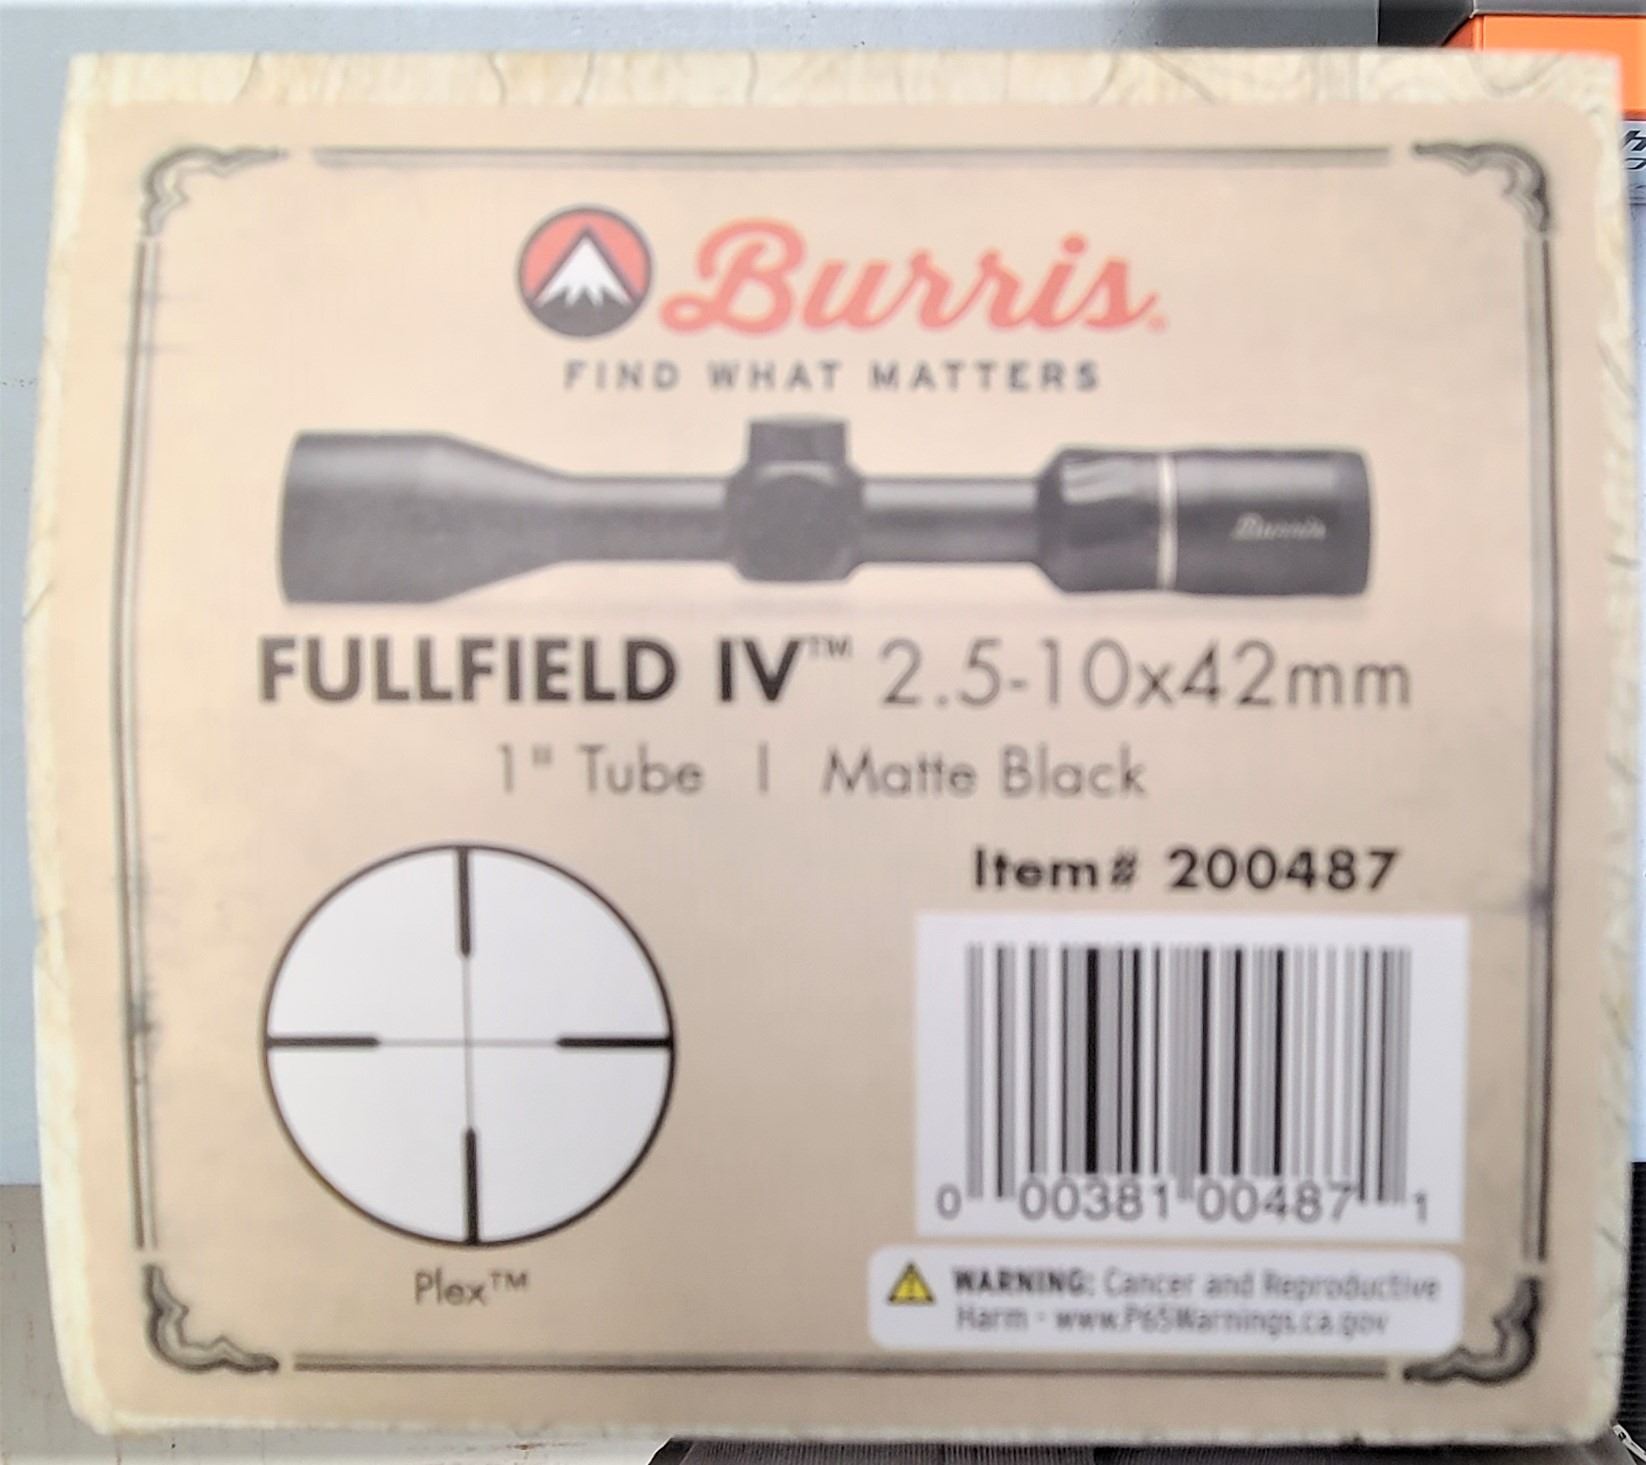 Burris®
FIND WHAT MATTERS
Burris
FULLFIELD IV™ 2.5-10x42mm
1" Tube | Matte Black
Item# 200487
0 00381 00487 1
Plex™
WARNING: Cancer and Reproductive
Harm - www.P65Warnings.ca.gov